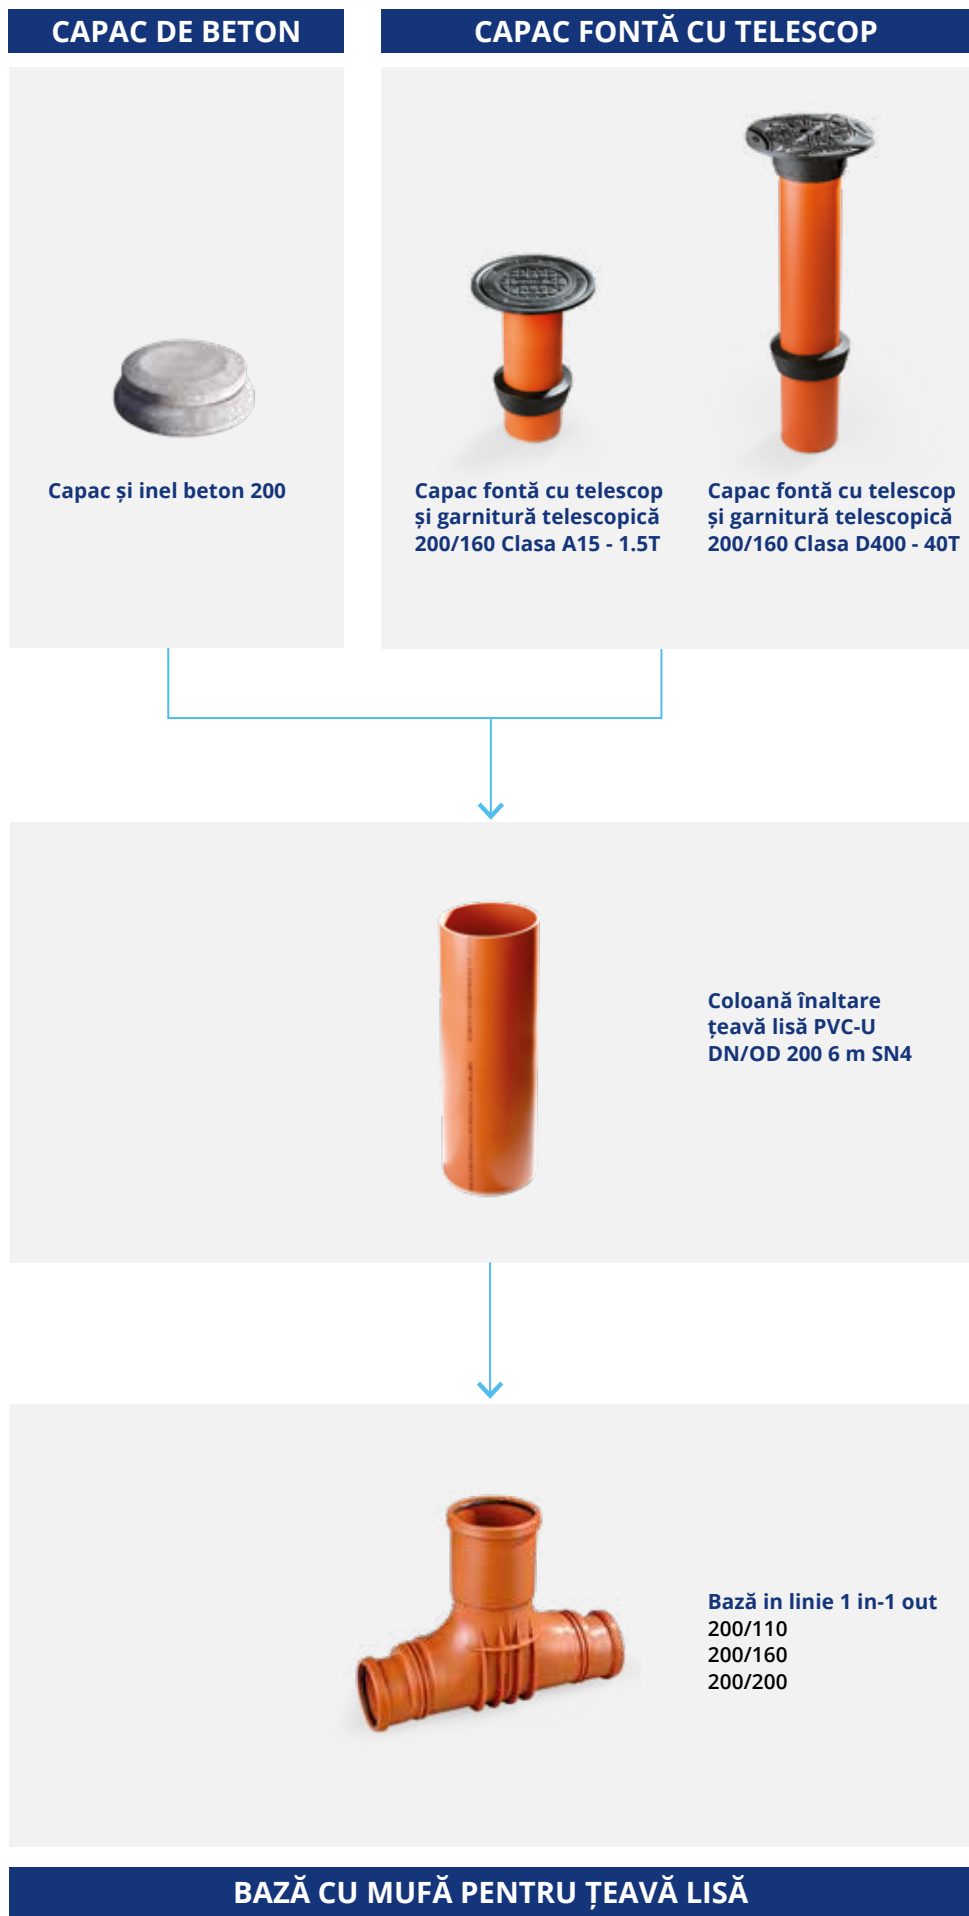 CAPAC DE BETON
CAPAC FONTĂ CU TELESCOP
Capac și inel beton 200
Capac fontă cu telescop
și garnitură telescopică
200/160 Clasa A15 - 1.5T
Capac fontă cu telescop
și garnitură telescopică
200/160 Clasa D400 - 40T
Coloană înaltare
țeavă lisă PVC-U
DN/OD 200 6 m SN4
Bază in linie 1 in-1 out
200/110
200/160
200/200
BAZĂ CU MUFĂ PENTRU ȚEAVĂ LISĂ